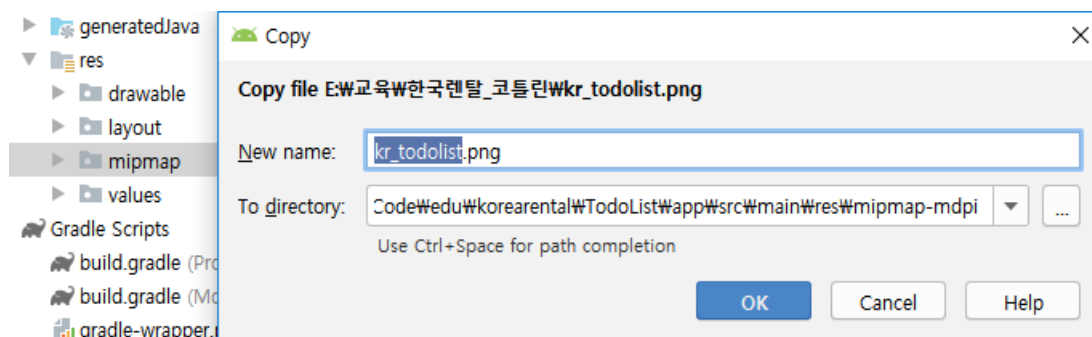 generatedJava
res
drawable
layout
mipmap
values
Gradle Scripts
build.gradle (Pro
build.gradle (Mo
gradle-wrapper.
Copy
Copy file E:₩교육₩한국렌탈_코틀린₩kr_todolist.png
New name: kr_todolist.png
To directory: Code₩edu₩korearental₩TodoList₩app₩src₩main₩res₩mipmap-mdpi
...
Use Ctrl+Space for path completion
OK Cancel Help